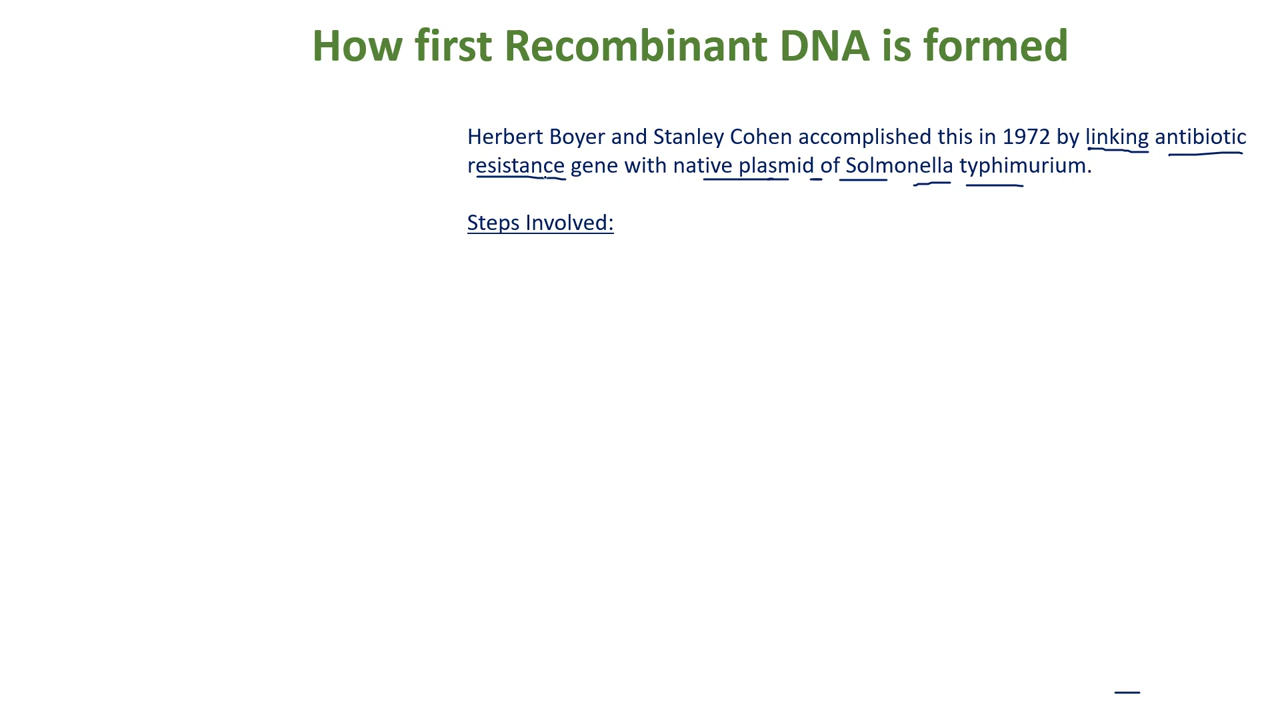 How first Recombinant DNA is formed
Herbert Boyer and Stanley Cohen accomplished this in 1972 by linking antibiotic
resistance gene with native plasmid of Solmonella typhimurium.
Steps Involved: